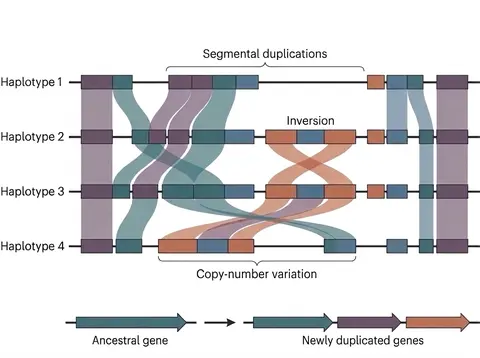 Segmental duplications
Haplotype 1
Inversion
Haplotype 2
Haplotype 3
Haplotype 4
Copy-number variation
Ancestral gene
Newly duplicated genes